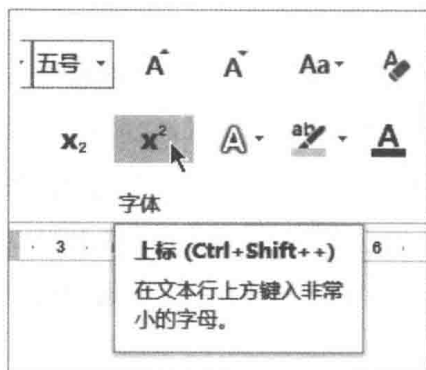 五号 A A Aa A
x₂ x² A ab A
字体
3 6
上标 (Ctrl+Shift++)
在文本行上方键入非常
小的字母。